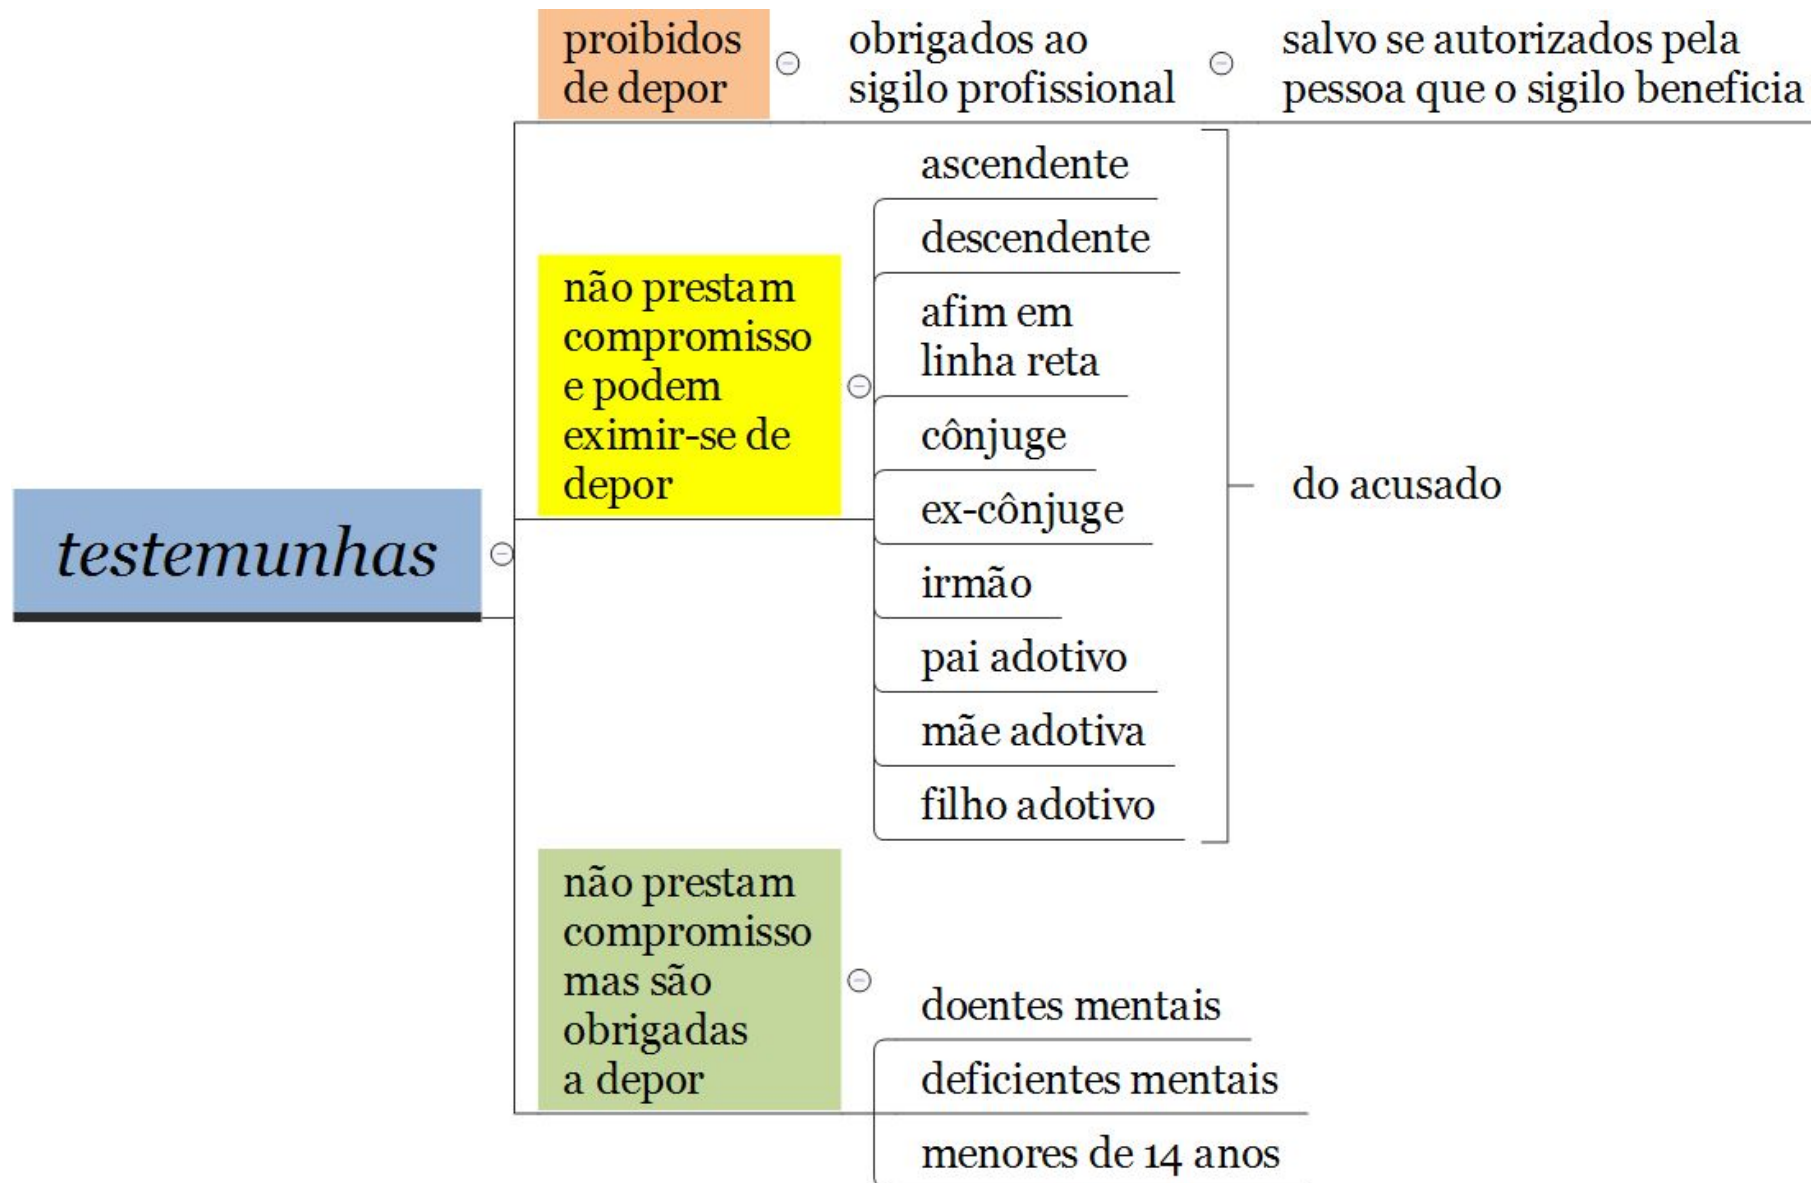 proibidos
de depor
obrigados ao
sigilo profissional
salvo se autorizados pela
pessoa que o sigilo beneficia
testemunhas
não prestam
compromisso
e podem
eximir-se de
depor
ascendente
descendente
afim em
linha reta
cônjuge
ex-cônjuge
irmão
pai adotivo
mãe adotiva
filho adotivo
do acusado
não prestam
compromisso
mas são
obrigadas
a depor
doentes mentais
deficientes mentais
menores de 14 anos